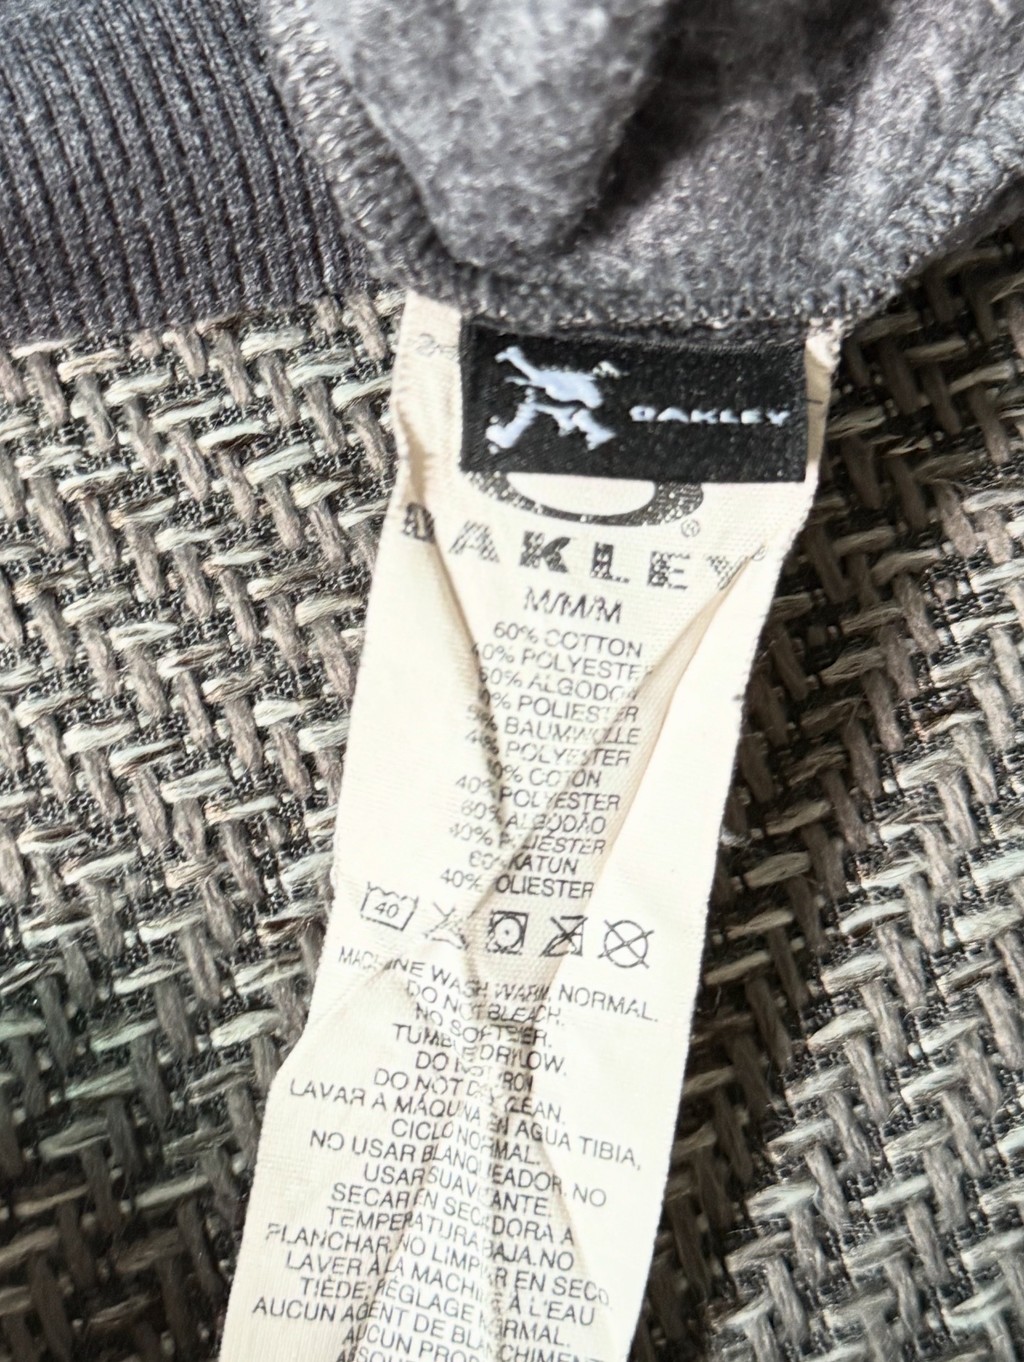 OAKLEY
OAKLEY
M/M/M
60% COTTON
40% POLYESTER
60% ALGODON
% POLIESTER
BAUMWOLLE
POLYESTER
% COTON
40% POLYESTER
60% ALGODÃO
40% POLIESTER
60% KATUN
40% POLIESTER
40
MACHINE WASH WARM, NORMAL.
DO NOT BLEACH.
NO SOFTENER.
TUMBLE DRY LOW.
DO NOT IRON
DO NOT DRY CLEAN.
LAVAR A MÁQUINA EN AGUA TIBIA,
CICLO NORMAL.
NO USAR BLANQUEADOR. NO
USAR SUAVIZANTE.
SECAR EN SECADORA A
TEMPERATURA BAJA. NO
PLANCHAR. NO LIMPIAR EN SECO.
LAVER À LA MACHINE À L'EAU
TIÈDE, RÉGLAGE NORMAL.
AUCUN AGENT DE BLANCHIMENT
AUCUN